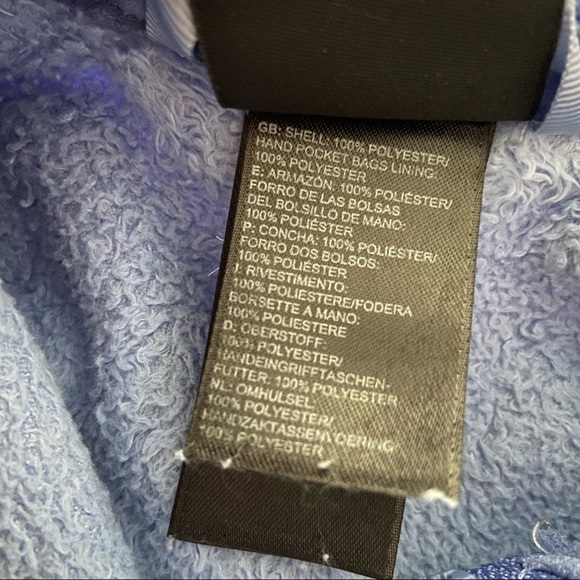 GB: SHELL: 100% POLYESTER/
HAND POCKET BAGS LINING:
100% POLYESTER
E: ARMAZÓN: 100% POLIÉSTER/
FORRO DE LAS BOLSAS
DEL BOLSILLO DE MANO:
100% POLIÉSTER
P: CONCHA: 100% POLIÉSTER/
FORRO DOS BOLSOS:
100% POLIÉSTER
I: RIVESTIMENTO:
100% POLIESTERE/FODERA
BORSETTE A MANO:
100% POLIESTERE
D: OBERSTOFF:
100% POLYESTER/
HANDEINGRIFFTASCHEN-
FUTTER: 100% POLYESTER
NL: OMHULSEL
100% POLYESTER/
HANDZAKTASSENVOERING
100% POLYESTER